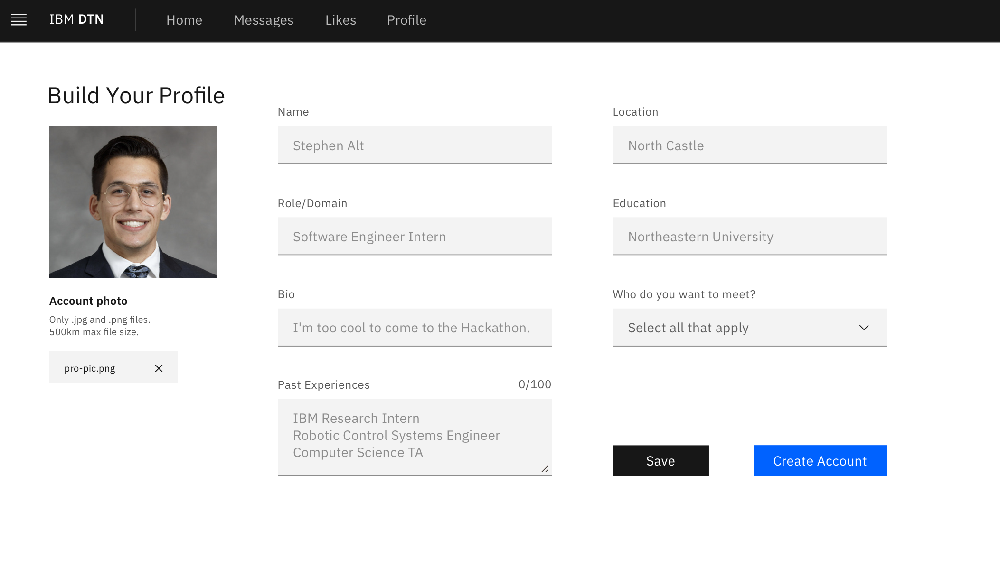 IBM DTN
Home
Messages
Likes
Profile
Build Your Profile
Account photo
Only .jpg and .png files.
500km max file size.
pro-pic.png
Name
Stephen Alt
Role/Domain
Software Engineer Intern
Bio
I'm too cool to come to the Hackathon.
Past Experiences
0/100
IBM Research Intern
Robotic Control Systems Engineer
Computer Science TA
Location
North Castle
Education
Northeastern University
Who do you want to meet?
Select all that apply
Save
Create Account